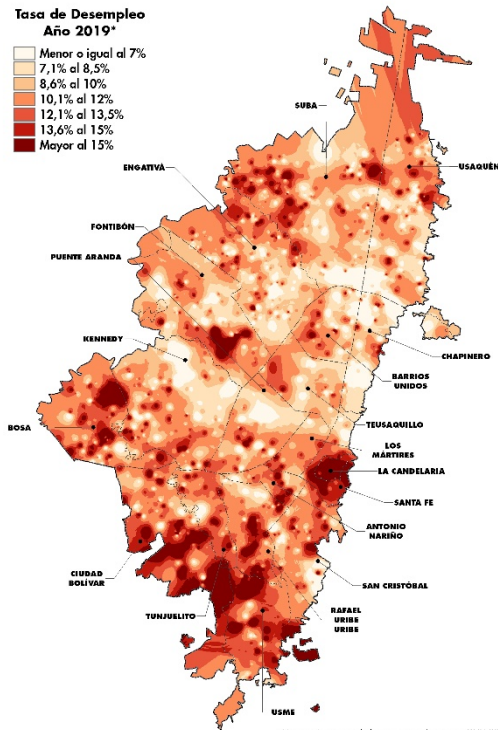 Tasa de Desempleo
Año 2019*
Menor o igual al 7%
7,1% al 8,5%
8,6% al 10%
10,1% al 12%
12,1% al 13,5%
13,6% al 15%
Mayor al 15%
SUBA
USAQUÉN
ENGATIVÁ
FONTIBÓN
PUENTE ARANDA
KENNEDY
CHAPINERO
BARRIOS
UNIDOS
BOSA
TEUSAQUILLO
LOS
MÁRTIRES
LA CANDELARIA
SANTA FE
ANTONIO
NARIÑO
CIUDAD
BOLÍVAR
SAN CRISTÓBAL
TUNJUELITO
RAFAEL
URIBE
URIBE
USME